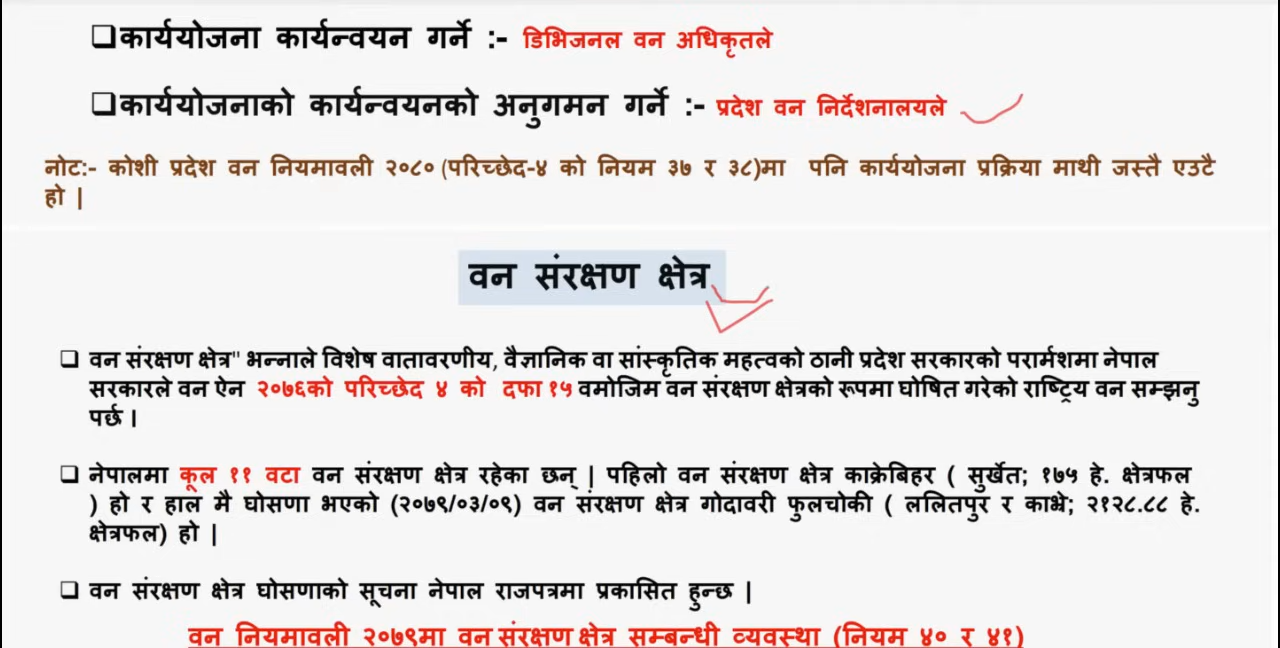 ❑कार्ययोजना कार्यन्वयन गर्ने :- डिभिजनल वन अधिकृतले
❑कार्ययोजनाको कार्यन्वयनको अनुगमन गर्ने :- प्रदेश वन निर्देशनालयले
नोट:- कोशी प्रदेश वन नियमावली २०८० (परिच्छेद-४ को नियम ३७ र ३८)मा पनि कार्ययोजना प्रक्रिया माथी जस्तै एउटै
हो |
वन संरक्षण क्षेत्र
❑ वन संरक्षण क्षेत्र" भन्नाले विशेष वातावरणीय, वैज्ञानिक वा सांस्कृतिक महत्वको ठानी प्रदेश सरकारको परार्मशमा नेपाल
सरकारले वन ऐन २०७६को परिच्छेद ४ को दफा १५ वमोजिम वन संरक्षण क्षेत्रको रूपमा घोषित गरेको राष्ट्रिय वन सम्झनु
पर्छ ।
❑ नेपालमा कूल ११ वटा वन संरक्षण क्षेत्र रहेका छन् | पहिलो वन संरक्षण क्षेत्र काक्रेबिहर ( सुर्खेत; १७५ हे. क्षेत्रफल
) हो र हाल मै घोसणा भएको (२०७९/०३/०९) वन संरक्षण क्षेत्र गोदावरी फुलचोकी ( ललितपुर र काभ्रे; २१२८.८८ हे.
क्षेत्रफल) हो |
❑ वन संरक्षण क्षेत्र घोसणाको सूचना नेपाल राजपत्रमा प्रकासित हुन्छ |
वन नियमावली २०७९मा वन संरक्षण क्षेत्र सम्बन्धी व्यवस्था (नियम ४० र ४१)